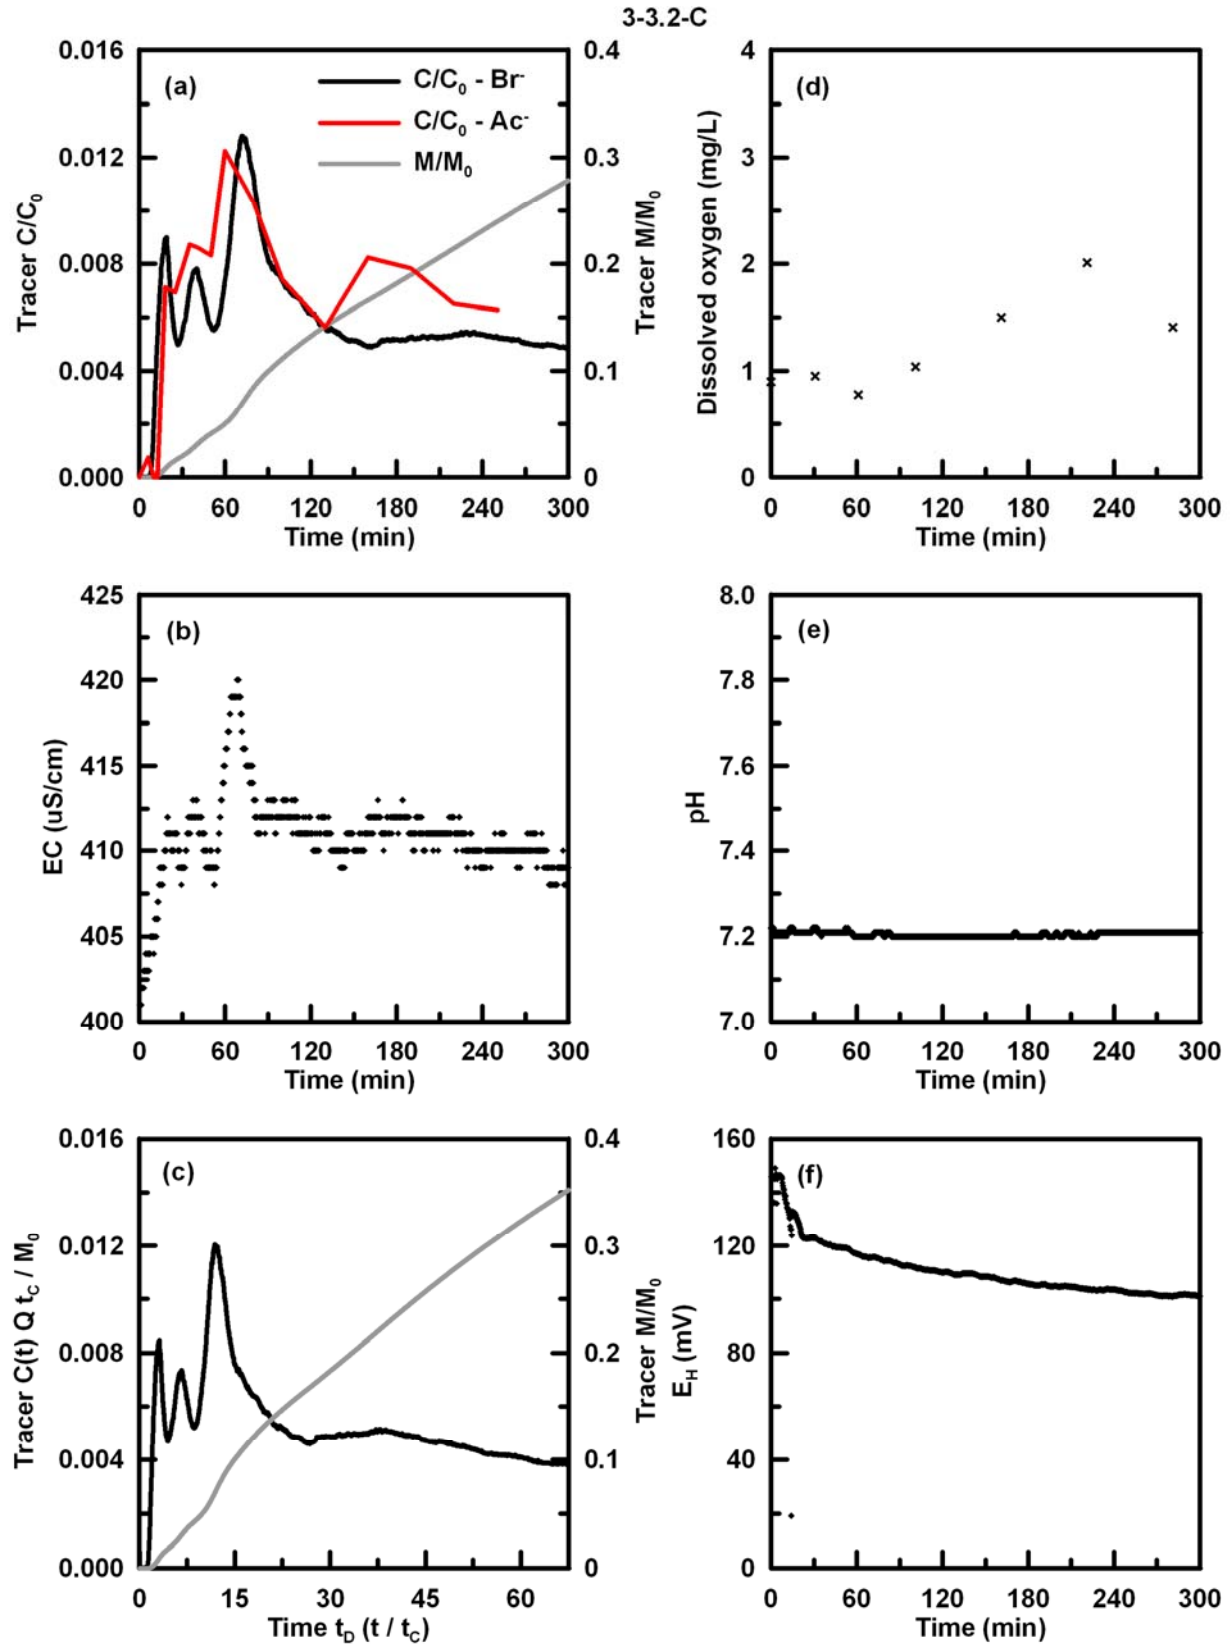 3-3.2-C
(a)
C/C₀ - Br⁻
C/C₀ - Ac⁻
M/M₀
0.016
0.012
0.008
0.004
0.000
0.4
0.3
0.2
0.1
0
Tracer C/C₀
Tracer M/M₀
0 60 120 180 240 300
Time (min)
(d)
4
3
2
1
0
Dissolved oxygen (mg/L)
0 60 120 180 240 300
Time (min)
(b)
425
420
415
410
405
400
EC (uS/cm)
0 60 120 180 240 300
Time (min)
(e)
8.0
7.8
7.6
7.4
7.2
7.0
pH
0 60 120 180 240 300
Time (min)
(c)
0.016
0.012
0.008
0.004
0.000
0.4
0.3
0.2
0.1
0
Tracer C(t) Q t_C / M₀
Tracer M/M₀
0 15 30 45 60
Time t_D (t / t_C)
(f)
160
120
80
40
0
E_H (mV)
0 60 120 180 240 300
Time (min)